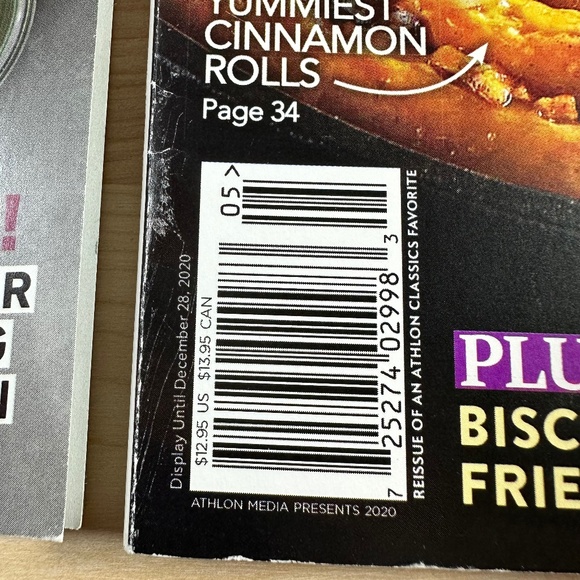 YUMMIEST
CINNAMON
ROLLS
Page 34
!
R
G
N
Display Until December 28, 2020
$12.95 US $13.95 CAN
05>
7 25274 02998 3
REISSUE OF AN ATHLON CLASSICS FAVORITE
ATHLON MEDIA PRESENTS 2020
PLU
BISC
FRIE